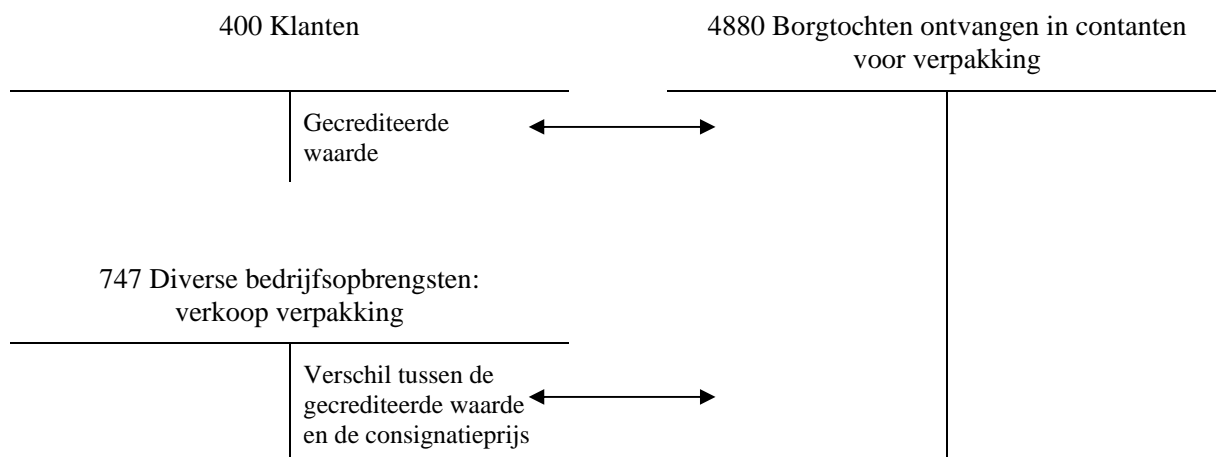 400 Klanten
4880 Borgtochten ontvangen in contanten
voor verpakking
Gecrediteerde
waarde
747 Diverse bedrijfsopbrengsten:
verkoop verpakking
Verschil tussen de
gecrediteerde waarde
en de consignatieprijs